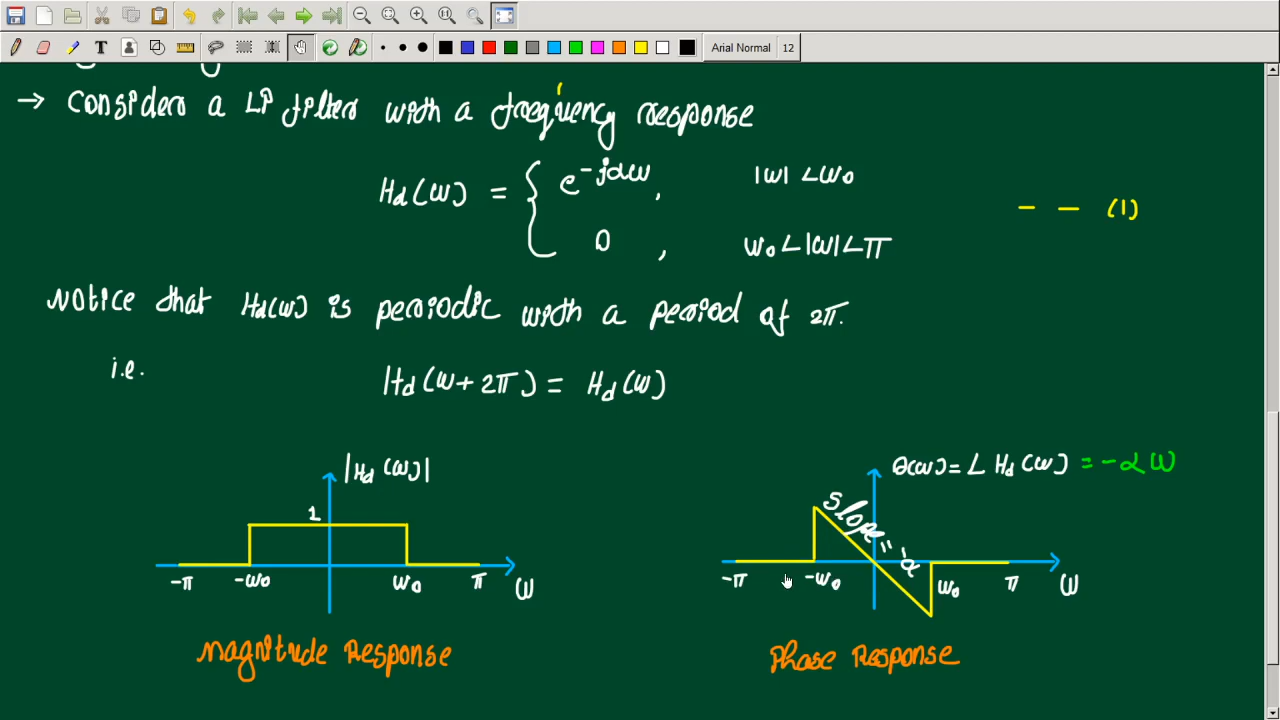 Arial Normal 12
→ Consider a LP filter with a frequency response
Hd(ω) = { e^-jαω, |ω| < ω0
0, ω0 < |ω| < π
-- (1)
Notice that Hd(ω) is periodic with a period of 2π.
i.e. Hd(ω+2π) = Hd(ω)
|Hd(ω)|
1
-π -ω0 ω0 π ω
Magnitude Response
θ(ω) = ∠Hd(ω) = -αω
slope = -α
-π -ω0 ω0 π ω
Phase Response